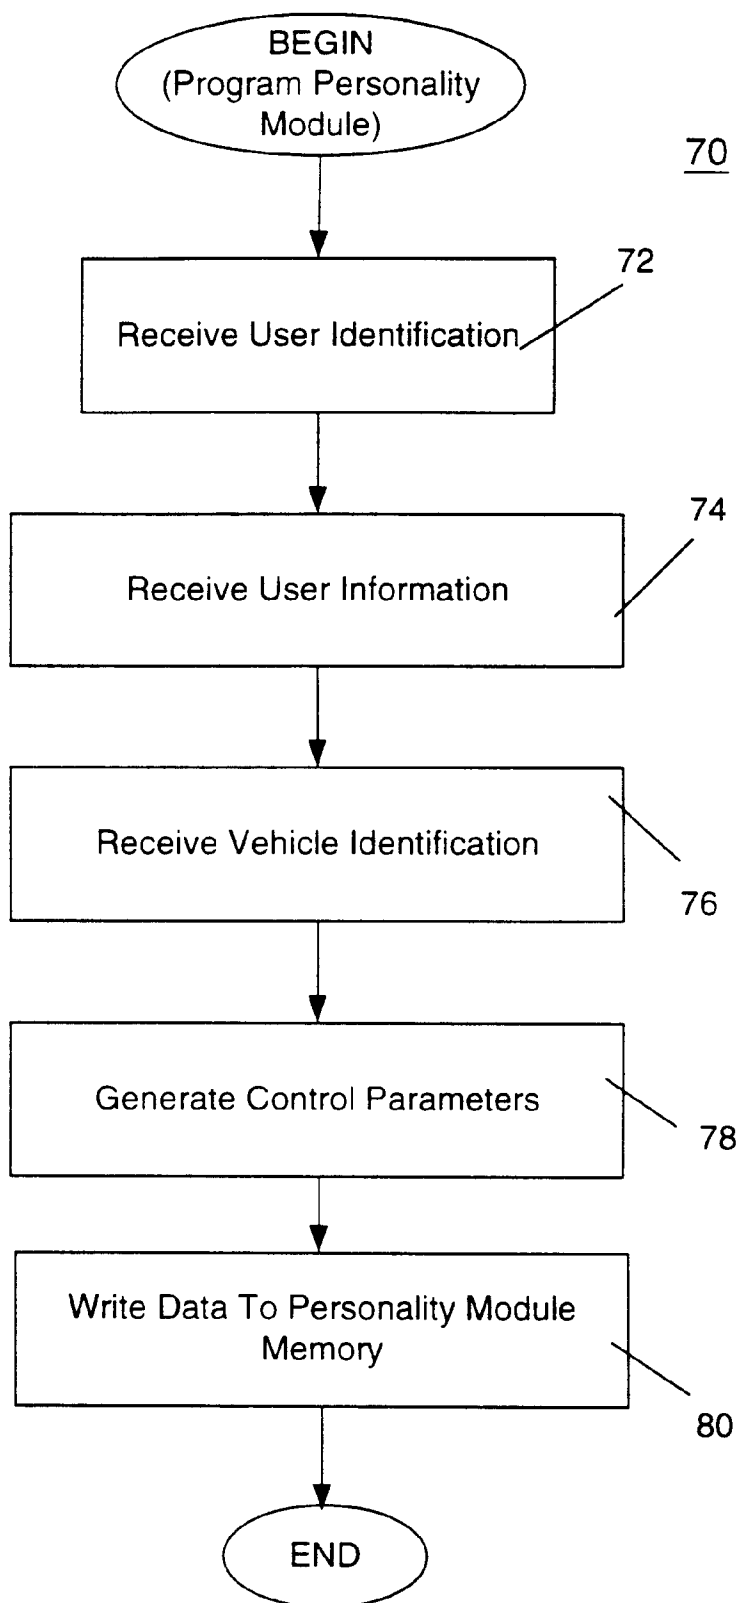 BEGIN
(Program Personality
Module)
70
72
Receive User Identification
74
Receive User Information
Receive Vehicle Identification
76
Generate Control Parameters
78
Write Data To Personality Module
Memory
80
END